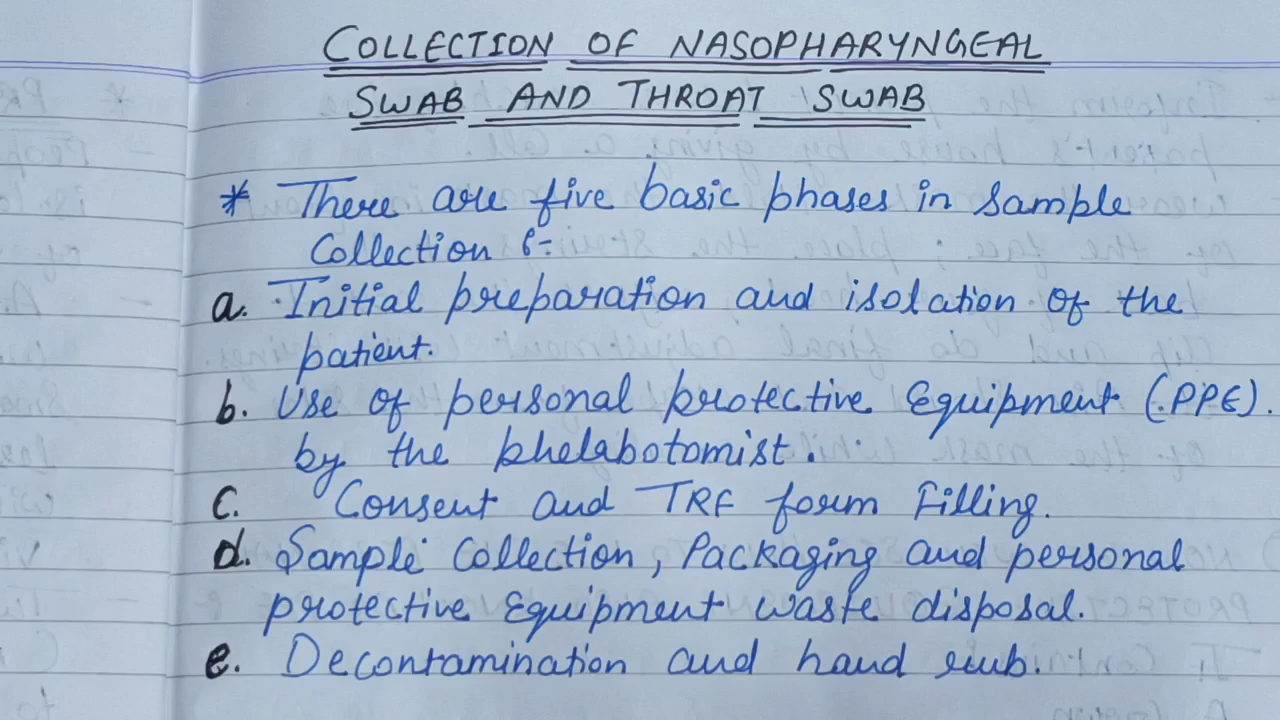 COLLECTION OF NASOPHARYNGEAL
SWAB AND THROAT SWAB
* There are five basic phases in Sample
Collection :-
a. Initial preparation and isolation of the
patient.
b. Use of personal protective Equipment (PPE).
by the phelabotomist.
c. Consent and TRF form Filling.
d. Sample Collection, Packaging and personal
protective Equipment waste disposal.
e. Decontamination and hand rub.